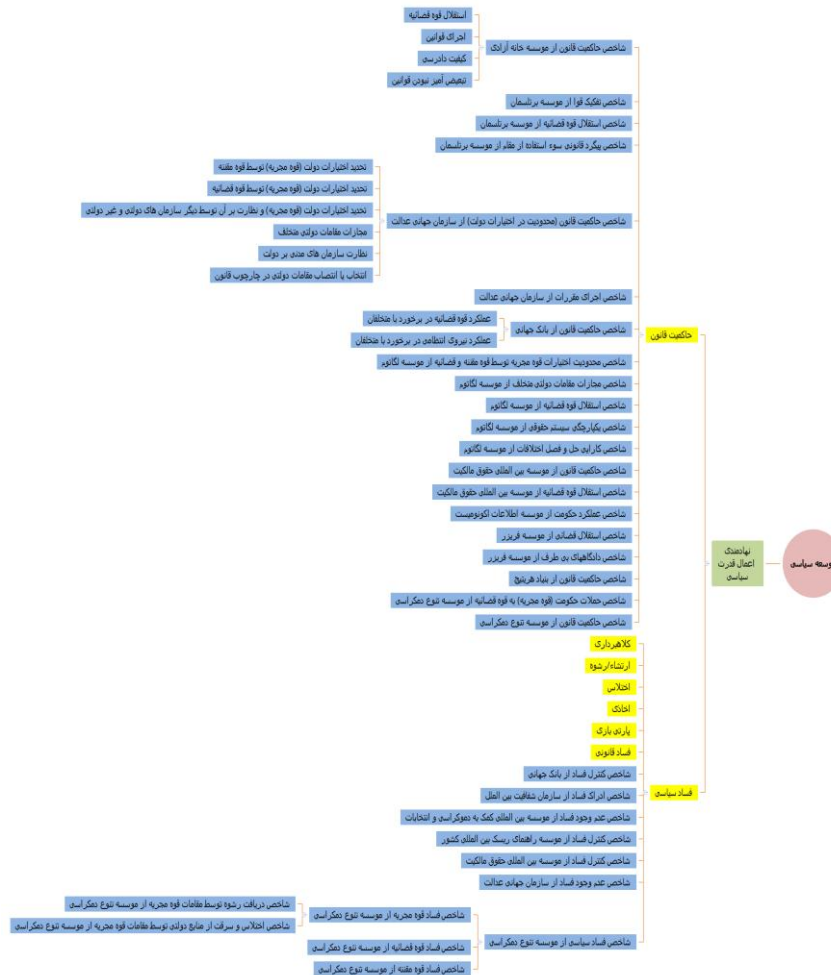 وسعه سیاسی
نهادمندی
اعمال قدرت
سیاسی
حاکمیت قانون
شاخص حاکمیت قانون از موسسه خانه آزادی
استقلال قوه قضائیه
اجرای قوانین
کیفیت دادرسی
تبعیض آمیز نبودن قوانین
شاخص تفکیک قوا از موسسه برتلسمان
شاخص استقلال قوه قضائیه از موسسه برتلسمان
شاخص پیگرد قانونی سوء استفاده از مقام از موسسه برتلسمان
شاخص حاکمیت قانون (محدودیت در اختیارات دولت) از سازمان جهانی عدالت
تحدید اختیارات دولت (قوه مجریه) توسط قوه مقننه
تحدید اختیارات دولت (قوه مجریه) توسط قوه قضائیه
تحدید اختیارات دولت (قوه مجریه) و نظارت بر آن توسط دیگر سازمان های دولتی و غیر دولتی
مجازات مقامات دولتی متخلف
نظارت سازمان های مدنی بر دولت
انتخاب یا انتصاب مقامات دولتی در چارچوب قانون
شاخص اجرای مقررات از سازمان جهانی عدالت
شاخص حاکمیت قانون از بانک جهانی
عملکرد قوه قضائیه در برخورد با متخلفان
عملکرد نیروی انتظامی در برخورد با متخلفان
شاخص محدودیت اختیارات قوه مجریه توسط قوه مقننه و قضائیه از موسسه لگاتوم
شاخص مجازات مقامات دولتی متخلف از موسسه لگاتوم
شاخص استقلال قوه قضائیه از موسسه لگاتوم
شاخص یکپارچگی سیستم حقوقی از موسسه لگاتوم
شاخص کارایی حل و فصل اختلافات از موسسه لگاتوم
شاخص حاکمیت قانون از موسسه بین المللی حقوق مالکیت
شاخص استقلال قوه قضائیه از موسسه بین المللی حقوق مالکیت
شاخص عملکرد حکومت از موسسه اطلاعات اکونومیست
شاخص استقلال قضائی از موسسه فریزر
شاخص دادگاههای بی طرف از موسسه فریزر
شاخص حاکمیت قانون از بنیاد هریتیج
شاخص حملات حکومت (قوه مجریه) به قوه قضائیه از موسسه تنوع دمکراسی
شاخص حاکمیت قانون از موسسه تنوع دمکراسی
فساد سیاسی
کلاهبرداری
ارتشاء/رشوه
اختلاس
اخاذی
پارتی بازی
فساد قانونی
شاخص کنترل فساد از بانک جهانی
شاخص ادراک فساد از سازمان شفافیت بین الملل
شاخص عدم وجود فساد از موسسه بین المللی کمک به دموکراسی و انتخابات
شاخص کنترل فساد از موسسه راهنمای ریسک بین المللی کشور
شاخص کنترل فساد از موسسه بین المللی حقوق مالکیت
شاخص عدم وجود فساد از سازمان جهانی عدالت
شاخص فساد سیاسی از موسسه تنوع دمکراسی
شاخص فساد قوه مجریه از موسسه تنوع دمکراسی
شاخص دریافت رشوه توسط مقامات قوه مجریه از موسسه تنوع دمکراسی
شاخص اختلاس و سرقت از منابع دولتی توسط مقامات قوه مجریه از موسسه تنوع دمکراسی
شاخص فساد قوه قضائیه از موسسه تنوع دمکراسی
شاخص فساد قوه مقننه از موسسه تنوع دمکراسی